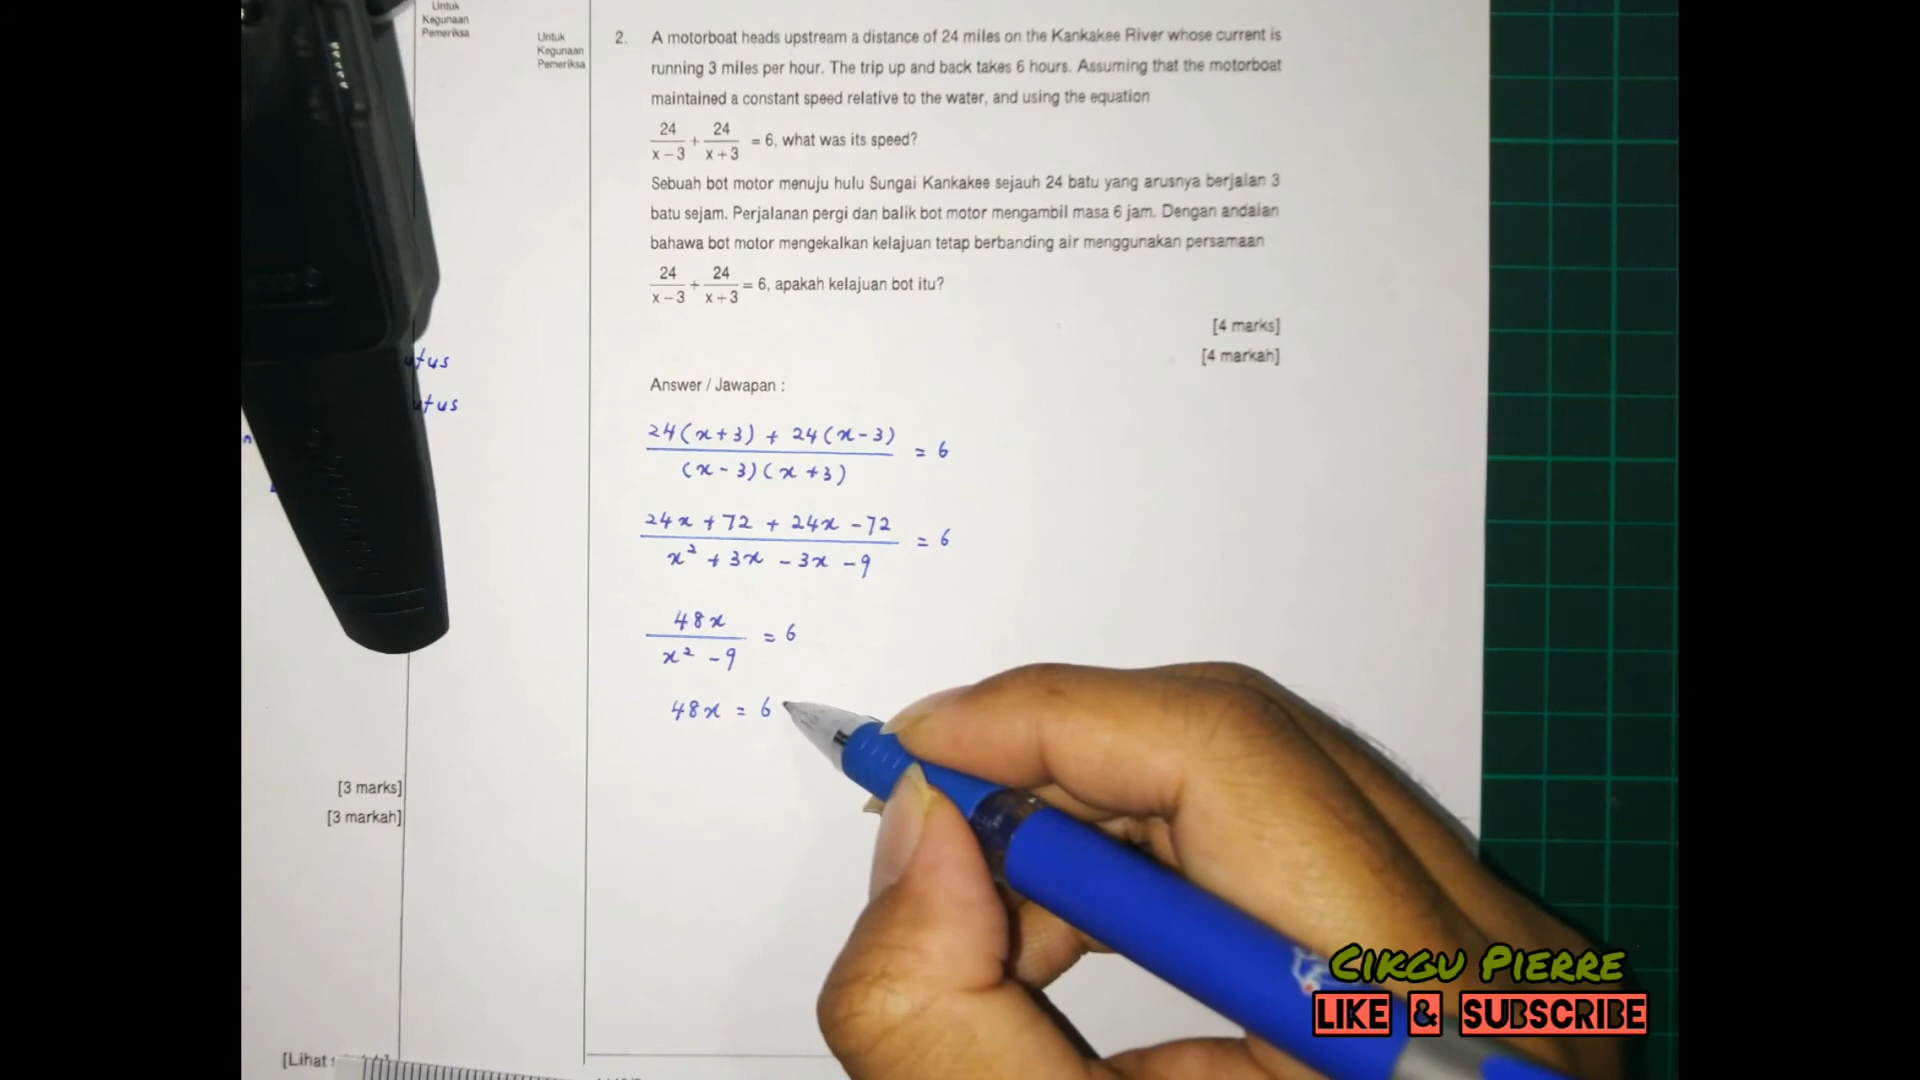 Untuk
Kegunaan
Pemeriksa
Untuk
Kegunaan
Pemeriksa
2. A motorboat heads upstream a distance of 24 miles on the Kankakee River whose current is
running 3 miles per hour. The trip up and back takes 6 hours. Assuming that the motorboat
maintained a constant speed relative to the water, and using the equation
24/(x − 3) + 24/(x + 3) = 6, what was its speed?
Sebuah bot motor menuju hulu Sungai Kankakee sejauh 24 batu yang arusnya berjalan 3
batu sejam. Perjalanan pergi dan balik bot motor mengambil masa 6 jam. Dengan andaian
bahawa bot motor mengekalkan kelajuan tetap berbanding air menggunakan persamaan
24/(x − 3) + 24/(x + 3) = 6, apakah kelajuan bot itu?
[4 marks]
[4 markah]
Answer / Jawapan :
24(x+3) + 24(x-3)
(x-3)(x+3)
= 6
24x + 72 + 24x - 72
x² + 3x - 3x - 9
= 6
48x
x² - 9
= 6
48x = 6
[3 marks]
[3 markah]
[Lihat
CIKGU PIERRE
LIKE & SUBSCRIBE